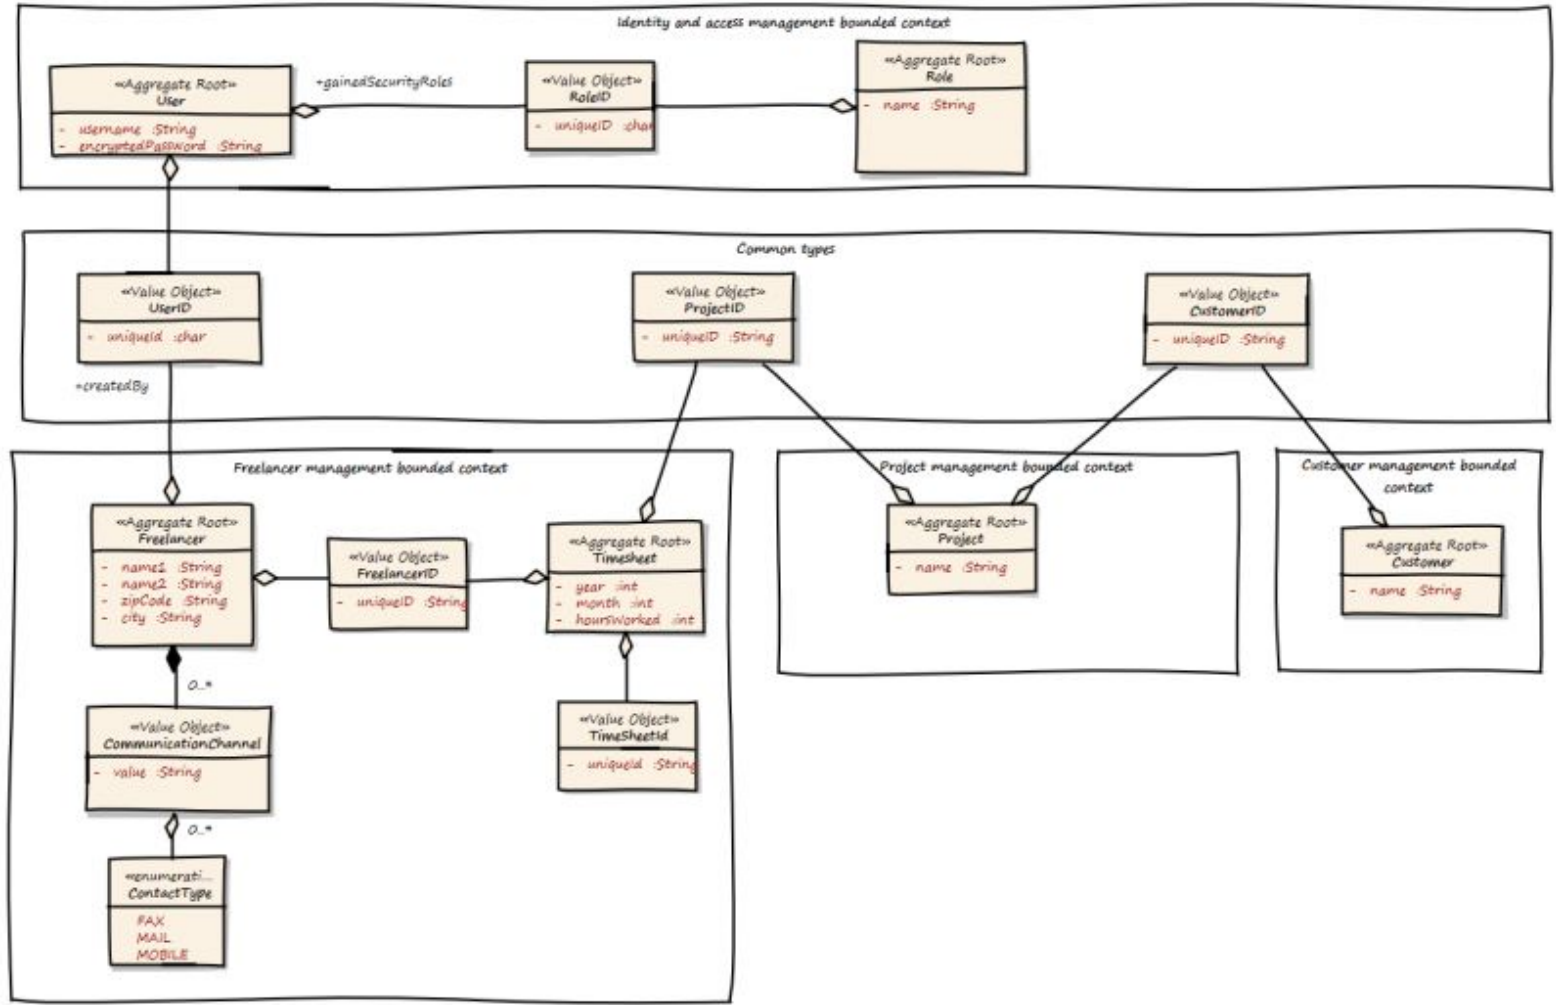 Identity and access management bounded context
«Aggregate Root»
User
- username :String
- encryptedPassword :String
+gainedSecurityRoles
«Value Object»
RoleID
- uniqueID :char
«Aggregate Root»
Role
- name :String
Common types
«Value Object»
UserID
- uniqueId :char
+createdBy
«Value Object»
ProjectID
- uniqueID :String
«Value Object»
CustomerID
- uniqueID :String
Freelancer management bounded context
«Aggregate Root»
Freelancer
- name1 :String
- name2 :String
- zipCode :String
- city :String
«Value Object»
FreelancerID
- uniqueID :String
«Aggregate Root»
Timesheet
- year :int
- month :int
- hoursWorked :int
0..*
«Value Object»
CommunicationChannel
- value :String
«Value Object»
TimeSheetId
- uniqueId :String
0..*
«enumerati...
ContactType
FAX
MAIL
MOBILE
Project management bounded context
«Aggregate Root»
Project
- name :String
Customer management bounded
context
«Aggregate Root»
Customer
- name :String